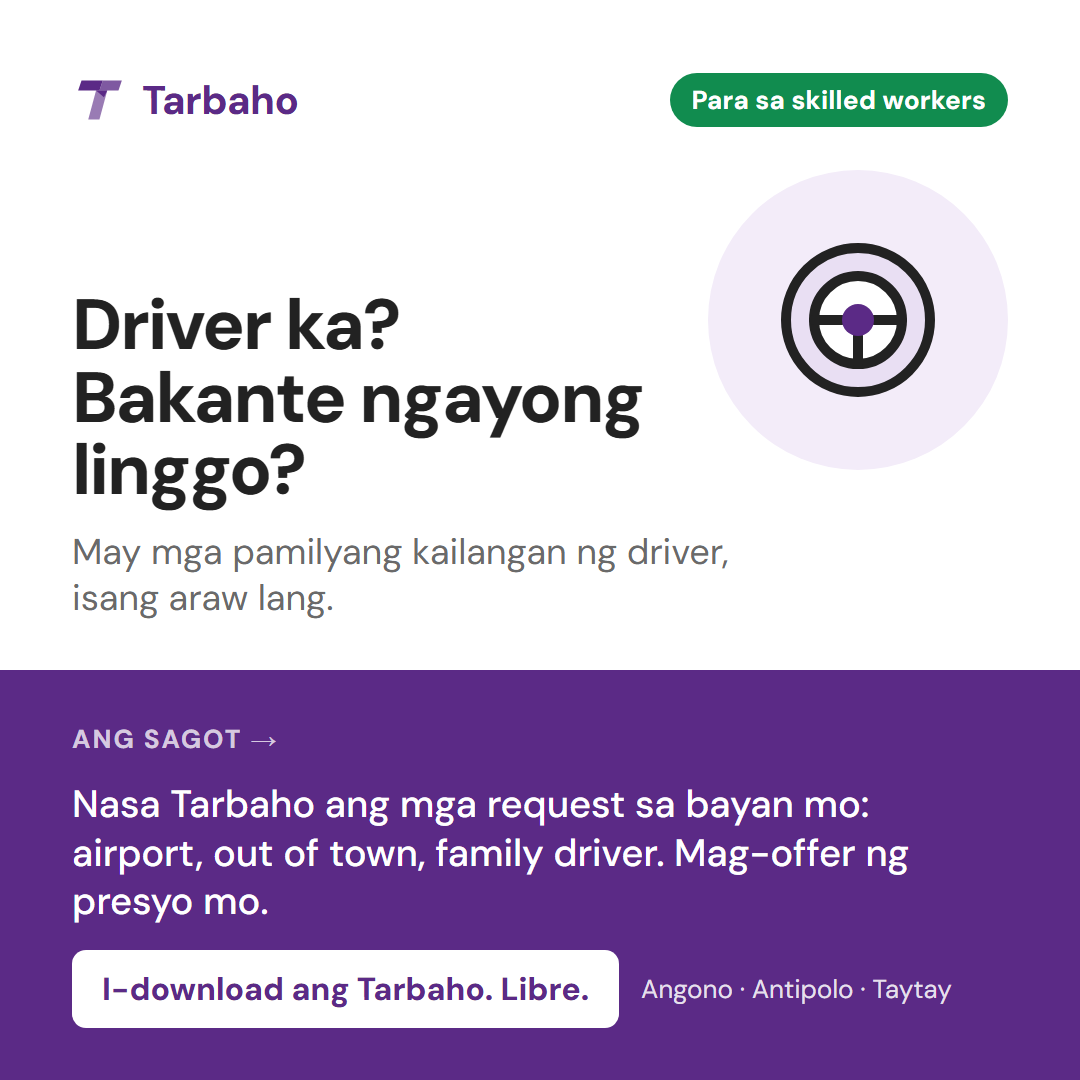 Tarbaho
Para sa skilled workers
Driver ka?
Bakante ngayong
linggo?
May mga pamilyang kailangan ng driver,
isang araw lang.
ANG SAGOT →
Nasa Tarbaho ang mga request sa bayan mo:
airport, out of town, family driver. Mag-offer ng
presyo mo.
I-download ang Tarbaho. Libre.
Angono · Antipolo · Taytay